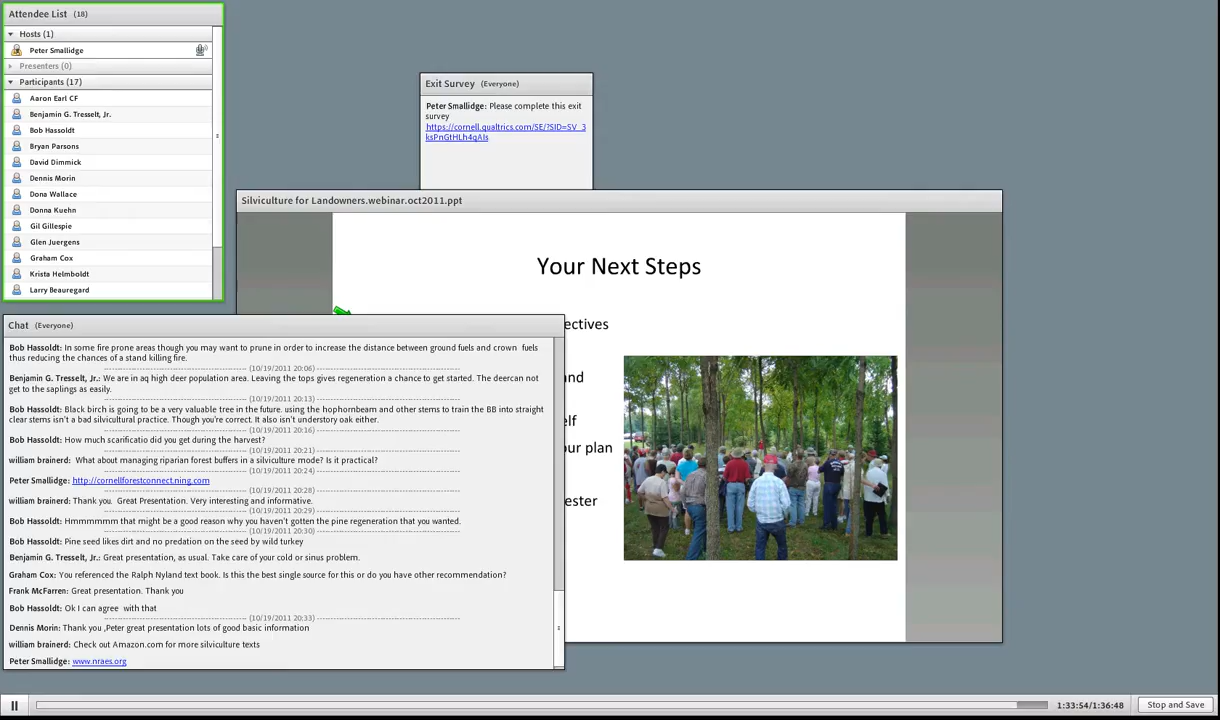 Attendee List (18)
Hosts (1)
Peter Smallidge
Presenters (0)
Participants (17)
Aaron Earl CF
Benjamin G. Tresselt, Jr.
Bob Hassoldt
Bryan Parsons
David Dimmick
Dennis Morin
Dona Wallace
Donna Kuehn
Gil Gillespie
Glen Juergens
Graham Cox
Krista Helmboldt
Larry Beauregard
Exit Survey (Everyone)
Peter Smallidge: Please complete this exit
survey
https://cornell.qualtrics.com/SE/?SID=SV_3
ksPnGtHLh4qAIs
Silviculture for Landowners.webinar.oct2011.ppt
Your Next Steps
ectives
and
elf
our plan
ester
Chat (Everyone)
Bob Hassoldt: In some fire prone areas though you may want to prune in order to increase the distance between ground fuels and crown fuels
thus reducing the chances of a stand killing fire.
(10/19/2011 20:06)
Benjamin G. Tresselt, Jr.: We are in aq high deer population area. Leaving the tops gives regeneration a chance to get started. The deercan not
get to the saplings as easily.
(10/19/2011 20:13)
Bob Hassoldt: Black birch is going to be a very valuable tree in the future. using the hophornbeam and other stems to train the BB into straight
clear stems isn't a bad silvicultural practice. Though you're correct. It also isn't understory oak either.
(10/19/2011 20:16)
Bob Hassoldt: How much scarificatio did you get during the harvest?
(10/19/2011 20:21)
william brainerd: What about managing riparian forest buffers in a silviculture mode? Is it practical?
(10/19/2011 20:24)
Peter Smallidge: http://cornellforestconnect.ning.com
(10/19/2011 20:28)
william brainerd: Thank you. Great Presentation. Very interesting and informative.
(10/19/2011 20:29)
Bob Hassoldt: Hmmmmmm that might be a good reason why you haven't gotten the pine regeneration that you wanted.
(10/19/2011 20:30)
Bob Hassoldt: Pine seed likes dirt and no predation on the seed by wild turkey
Benjamin G. Tresselt, Jr.: Great presentation, as usual. Take care of your cold or sinus problem.
Graham Cox: You referenced the Ralph Nyland text book. Is this the best single source for this or do you have other recommendation?
Frank McFarren: Great presentation. Thank you
Bob Hassoldt: Ok I can agree with that
(10/19/2011 20:33)
Dennis Morin: Thank you ,Peter great presentation lots of good basic information
william brainerd: Check out Amazon.com for more silviculture texts
Peter Smallidge: www.nraes.org
1:33:54/1:36:48
Stop and Save